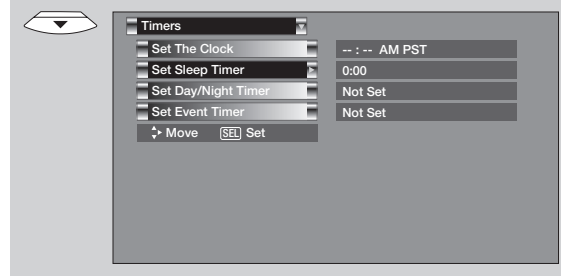 Timers
Set The Clock -- : -- AM PST
Set Sleep Timer 0:00
Set Day/Night Timer Not Set
Set Event Timer Not Set
Move SEL Set